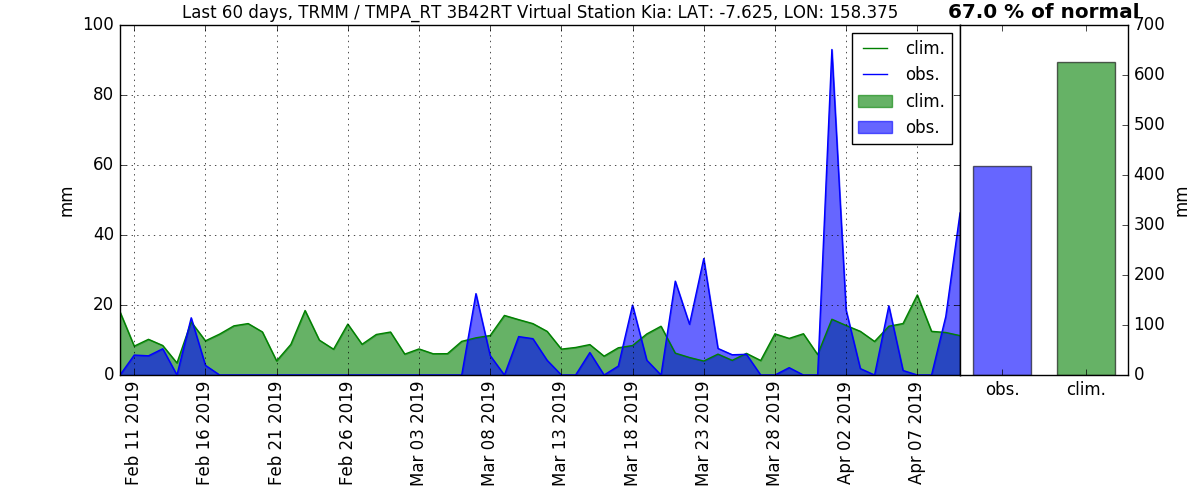 Last 60 days, TRMM / TMPA_RT 3B42RT Virtual Station Kia: LAT: -7.625, LON: 158.375
67.0 % of normal
100
80
60
40
20
0
mm
clim.
obs.
clim.
obs.
700
600
500
400
300
200
100
0
mm
obs.
clim.
Feb 11 2019
Feb 16 2019
Feb 21 2019
Feb 26 2019
Mar 03 2019
Mar 08 2019
Mar 13 2019
Mar 18 2019
Mar 23 2019
Mar 28 2019
Apr 02 2019
Apr 07 2019